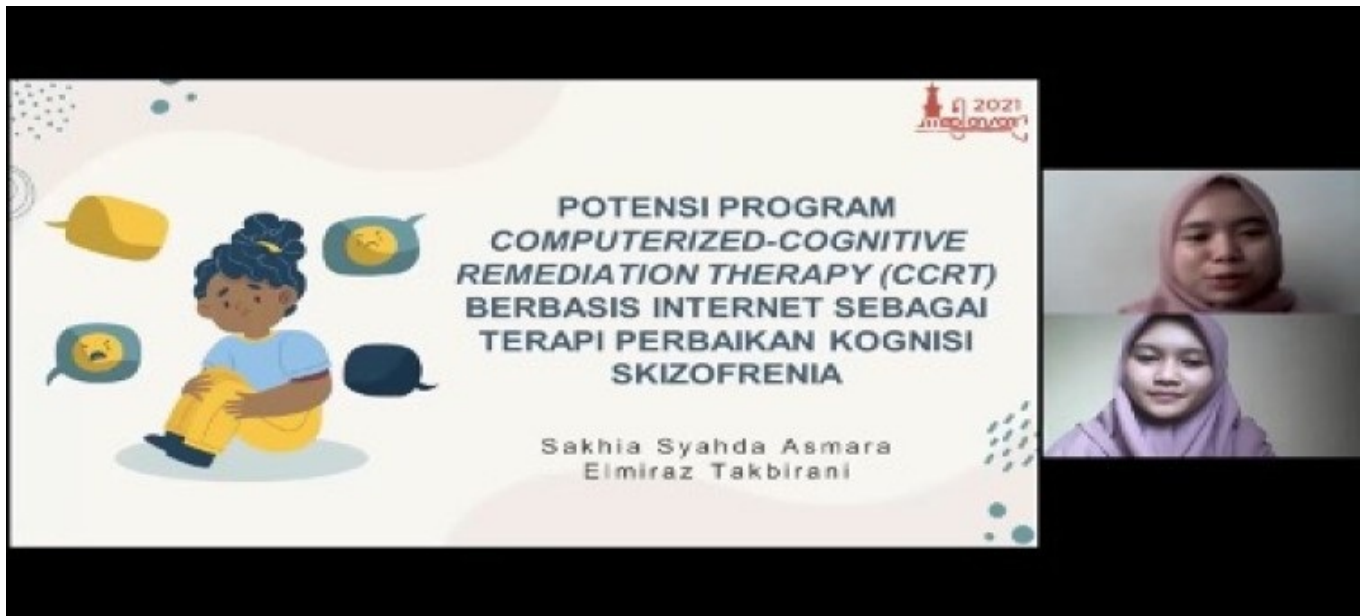 2021
POTENSI PROGRAM
COMPUTERIZED-COGNITIVE
REMEDIATION THERAPY (CCRT)
BERBASIS INTERNET SEBAGAI
TERAPI PERBAIKAN KOGNISI
SKIZOFRENIA
Sakhia Syahda Asmara
Elmiraz Takbirani